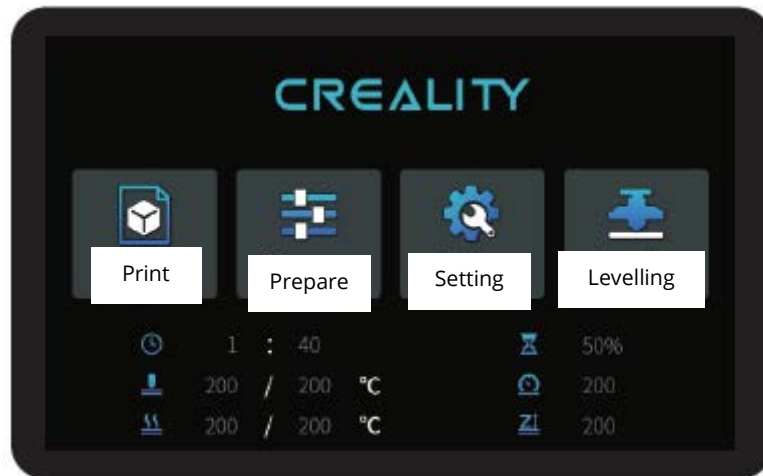 CREALITY
Print Prepare Setting Levelling
1 : 40 50%
200 / 200 °C 200
200 / 200 °C Z 200